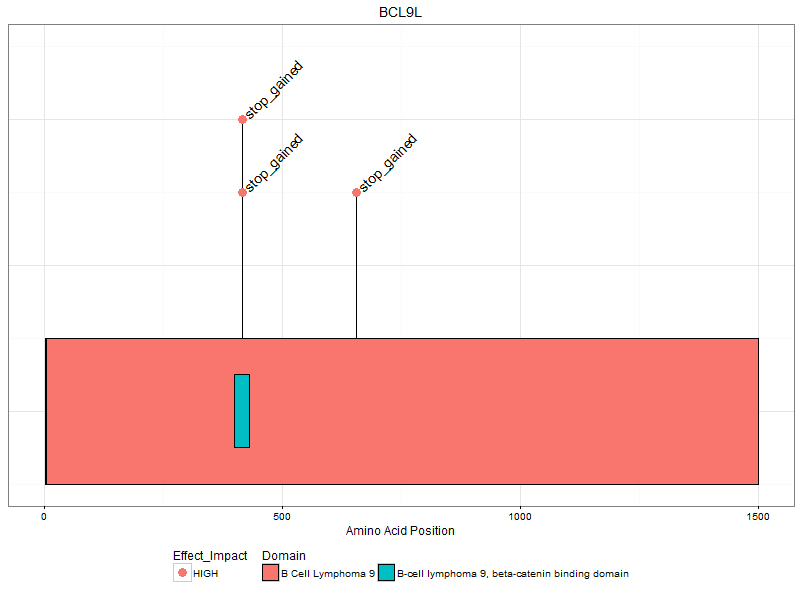 BCL9L
stop_gained
stop_gained
stop_gained
0
500
1000
1500
Amino Acid Position
Effect_Impact
HIGH
Domain
B Cell Lymphoma 9
B-cell lymphoma 9, beta-catenin binding domain